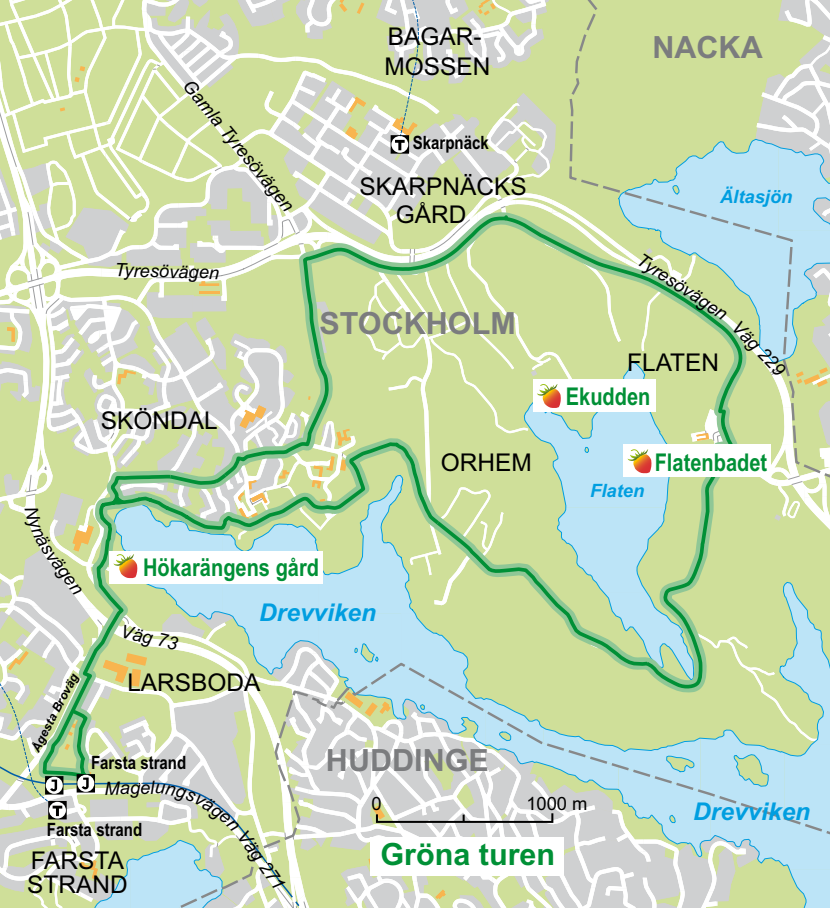 BAGAR-
MOSSEN
NACKA
Gamla Tyresövägen
T Skarpnäck
SKARPNÄCKS
GÅRD
Ältasjön
Tyresövägen
Tyresövägen Väg 229
STOCKHOLM
FLATEN
Ekudden
SKÖNDAL
ORHEM
Flatenbadet
Flaten
Nynäsvägen
Hökarängens gård
Drevviken
Väg 73
LARSBODA
Ågesta Broväg
HUDDINGE
Farsta strand
J J
Magelungsvägen Väg 271
T
Farsta strand
0 1000 m
Drevviken
Gröna turen
FARSTA
STRAND